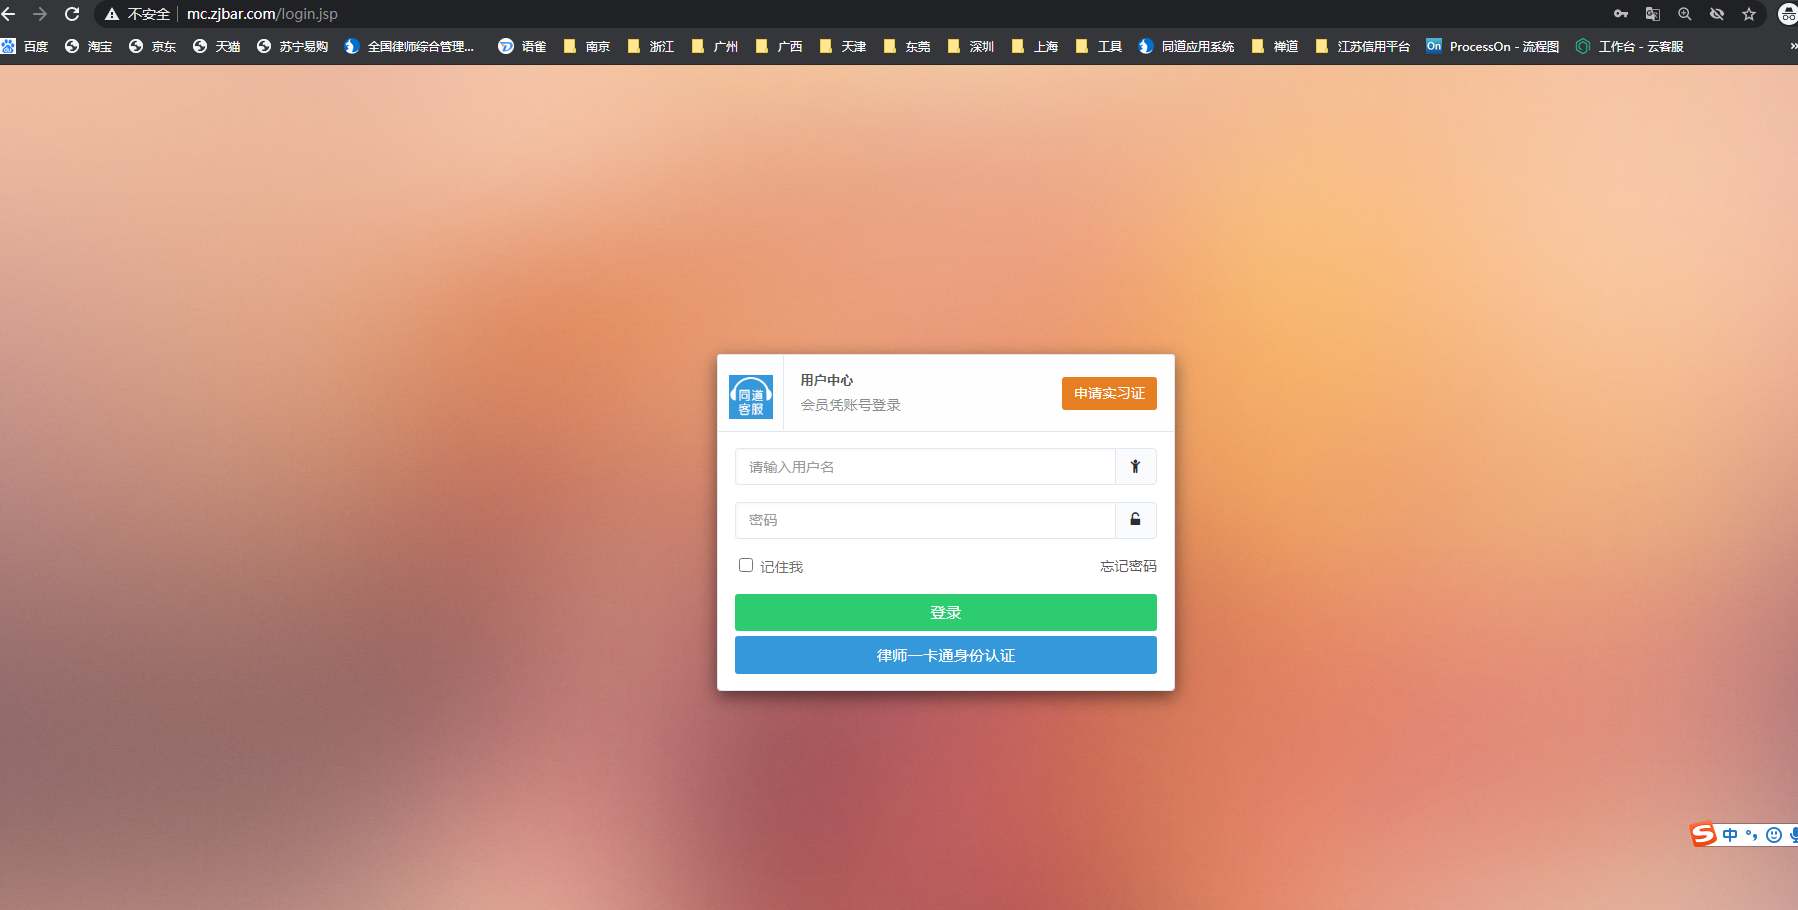 不安全 mc.zjbar.com/login.jsp
百度 淘宝 京东 天猫 苏宁易购 全国律师综合管理... 语雀 南京 浙江 广州 广西 天津 东莞 深圳 上海 工具 同道应用系统 禅道 江苏信用平台 On ProcessOn - 流程图 工作台 - 云客服 »
同道
客服
用户中心
会员凭账号登录
申请实习证
请输入用户名
密码
记住我 忘记密码
登录
律师一卡通身份认证
S 中 °,